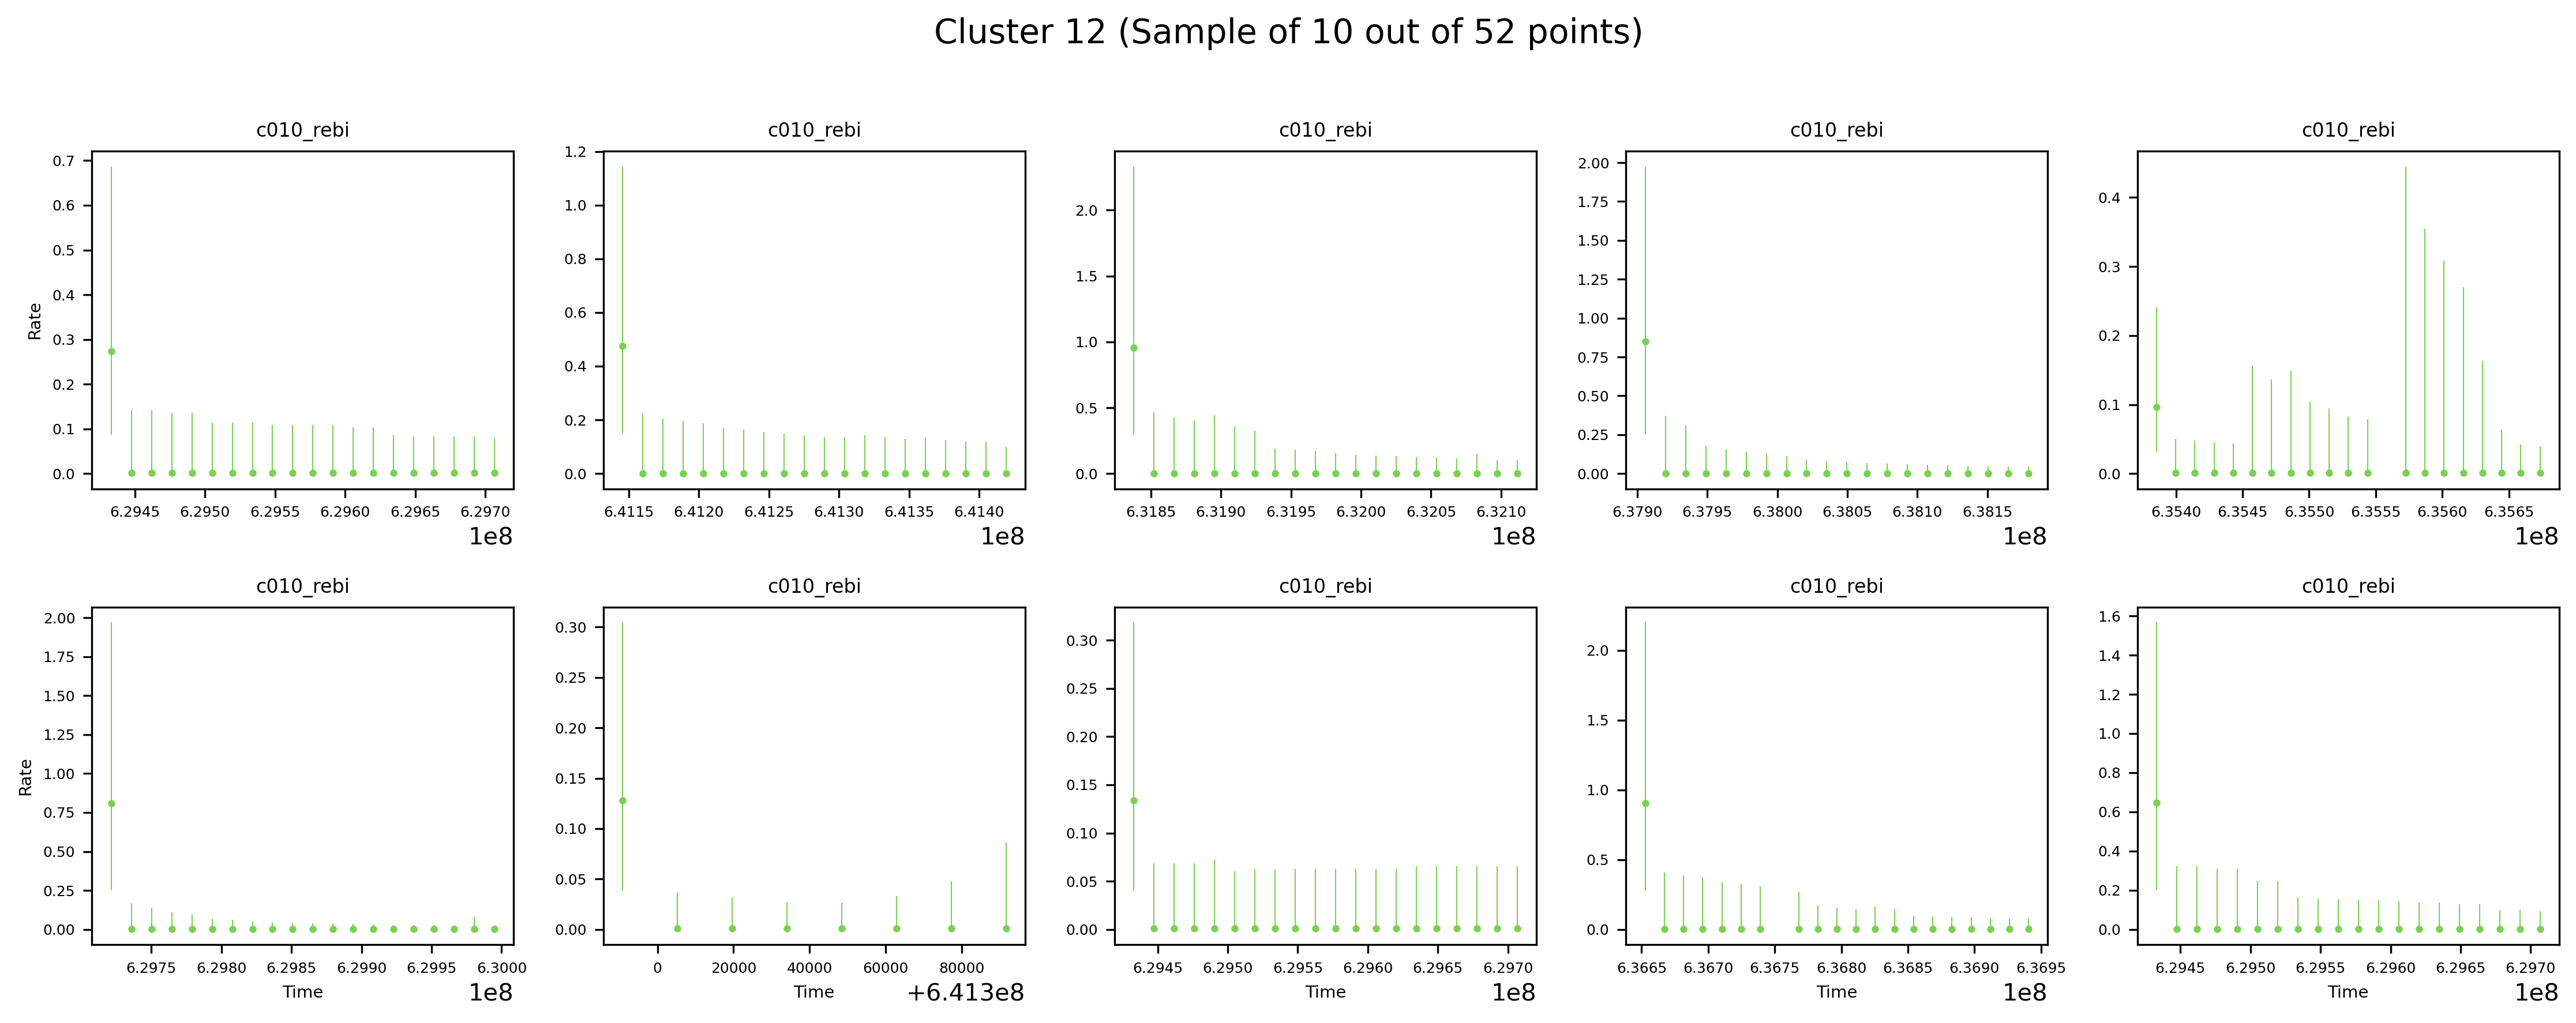 Cluster 12 (Sample of 10 out of 52 points)
c010_rebi c010_rebi c010_rebi c010_rebi c010_rebi
Rate
0.7 0.6 0.5 0.4 0.3 0.2 0.1 0.0
6.2945 6.2950 6.2955 6.2960 6.2965 6.2970
1e8
1.2 1.0 0.8 0.6 0.4 0.2 0.0
6.4115 6.4120 6.4125 6.4130 6.4135 6.4140
1e8
2.0 1.5 1.0 0.5 0.0
6.3185 6.3190 6.3195 6.3200 6.3205 6.3210
1e8
2.00 1.75 1.50 1.25 1.00 0.75 0.50 0.25 0.00
6.3790 6.3795 6.3800 6.3805 6.3810 6.3815
1e8
0.4 0.3 0.2 0.1 0.0
6.3540 6.3545 6.3550 6.3555 6.3560 6.3565
1e8
c010_rebi c010_rebi c010_rebi c010_rebi c010_rebi
Rate
2.00 1.75 1.50 1.25 1.00 0.75 0.50 0.25 0.00
6.2975 6.2980 6.2985 6.2990 6.2995 6.3000
Time 1e8
0.30 0.25 0.20 0.15 0.10 0.05 0.00
0 20000 40000 60000 80000
Time +6.413e8
0.30 0.25 0.20 0.15 0.10 0.05 0.00
6.2945 6.2950 6.2955 6.2960 6.2965 6.2970
Time 1e8
2.0 1.5 1.0 0.5 0.0
6.3665 6.3670 6.3675 6.3680 6.3685 6.3690 6.3695
Time 1e8
1.6 1.4 1.2 1.0 0.8 0.6 0.4 0.2 0.0
6.2945 6.2950 6.2955 6.2960 6.2965 6.2970
Time 1e8